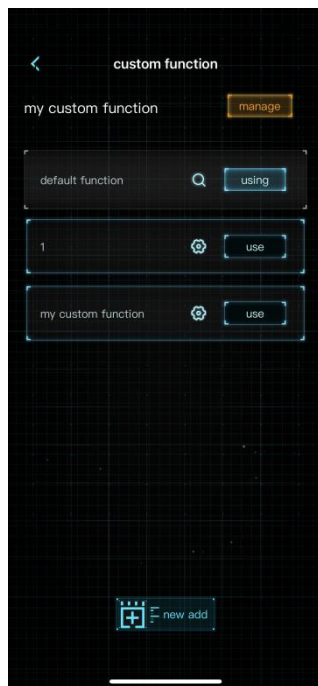 custom function
my custom function
manage
default function
using
1
use
my custom function
use
new add